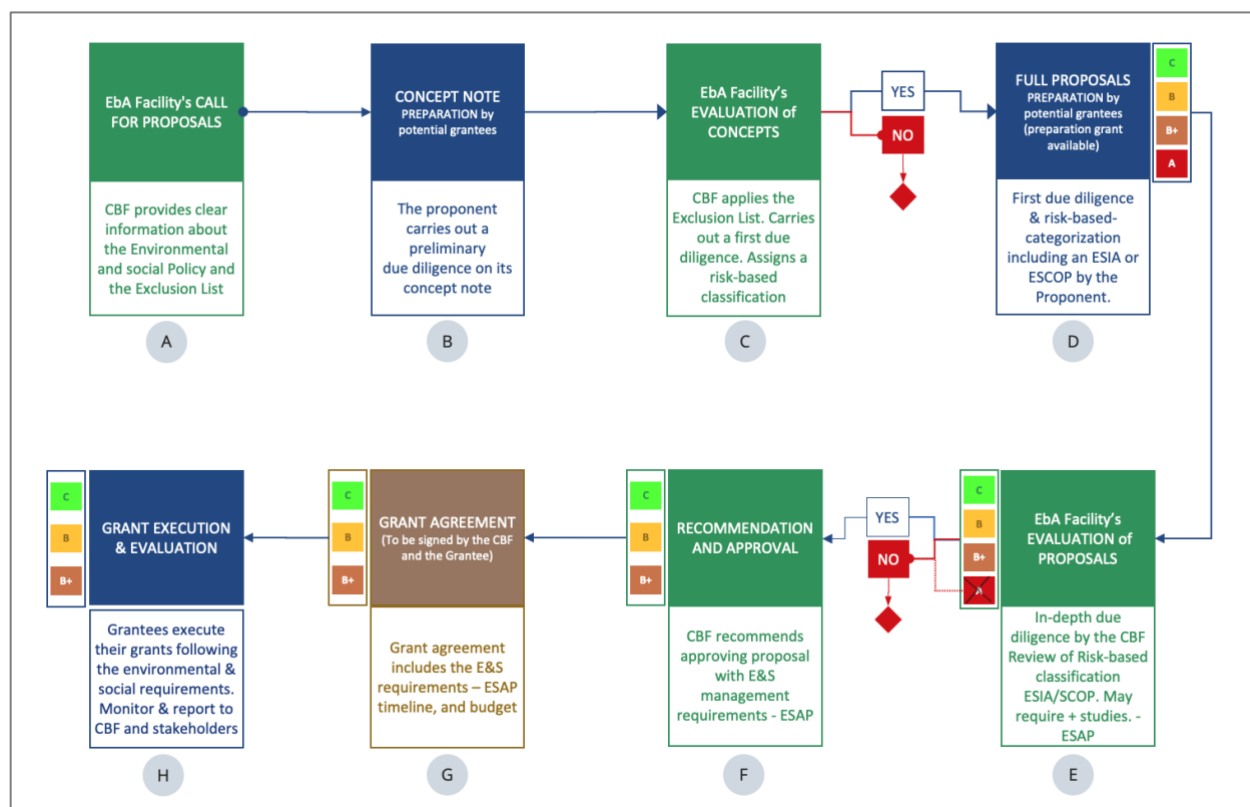 EbA Facility's CALL
FOR PROPOSALS
CBF provides clear
information about
the Environmental
and social Policy and
the Exclusion List
A
CONCEPT NOTE
PREPARATION by
potential grantees
The proponent
carries out a
preliminary
due diligence on its
concept note
B
EbA Facility's
EVALUATION of
CONCEPTS
CBF applies the
Exclusion List. Carries
out a first due
diligence. Assigns a
risk-based
classification
C
YES
NO
FULL PROPOSALS
PREPARATION by
potential grantees
(preparation grant
available)
C
B
B+
A
First due diligence
& risk-based-
categorization
including an ESIA or
ESCOP by the
Proponent.
D
C
B
B+
GRANT EXECUTION
& EVALUATION
Grantees execute
their grants following
the environmental &
social requirements.
Monitor & report to
CBF and stakeholders
H
C
B
B+
GRANT AGREEMENT
(To be signed by the CBF
and the Grantee)
Grant agreement
includes the E&S
requirements – ESAP
timeline, and budget
G
C
B
B+
RECOMMENDATION
AND APPROVAL
CBF recommends
approving proposal
with E&S
management
requirements - ESAP
F
YES
NO
C
B
B+
A
EbA Facility's
EVALUATION of
PROPOSALS
In-depth due
diligence by the CBF
Review of Risk-based
classification
ESIA/SCOP. May
require + studies. -
ESAP
E